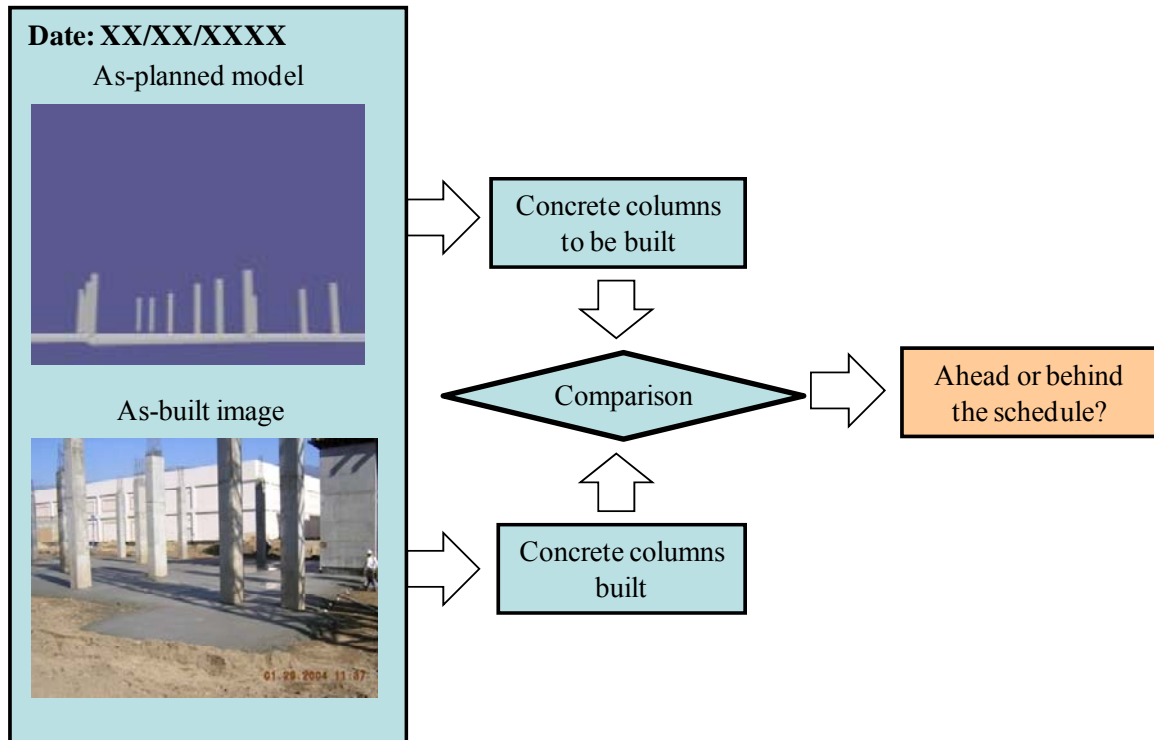 Date: XX/XX/XXXX
As-planned model
As-built image
01.29.2004 11:37
Concrete columns
to be built
Comparison
Concrete columns
built
Ahead or behind
the schedule?